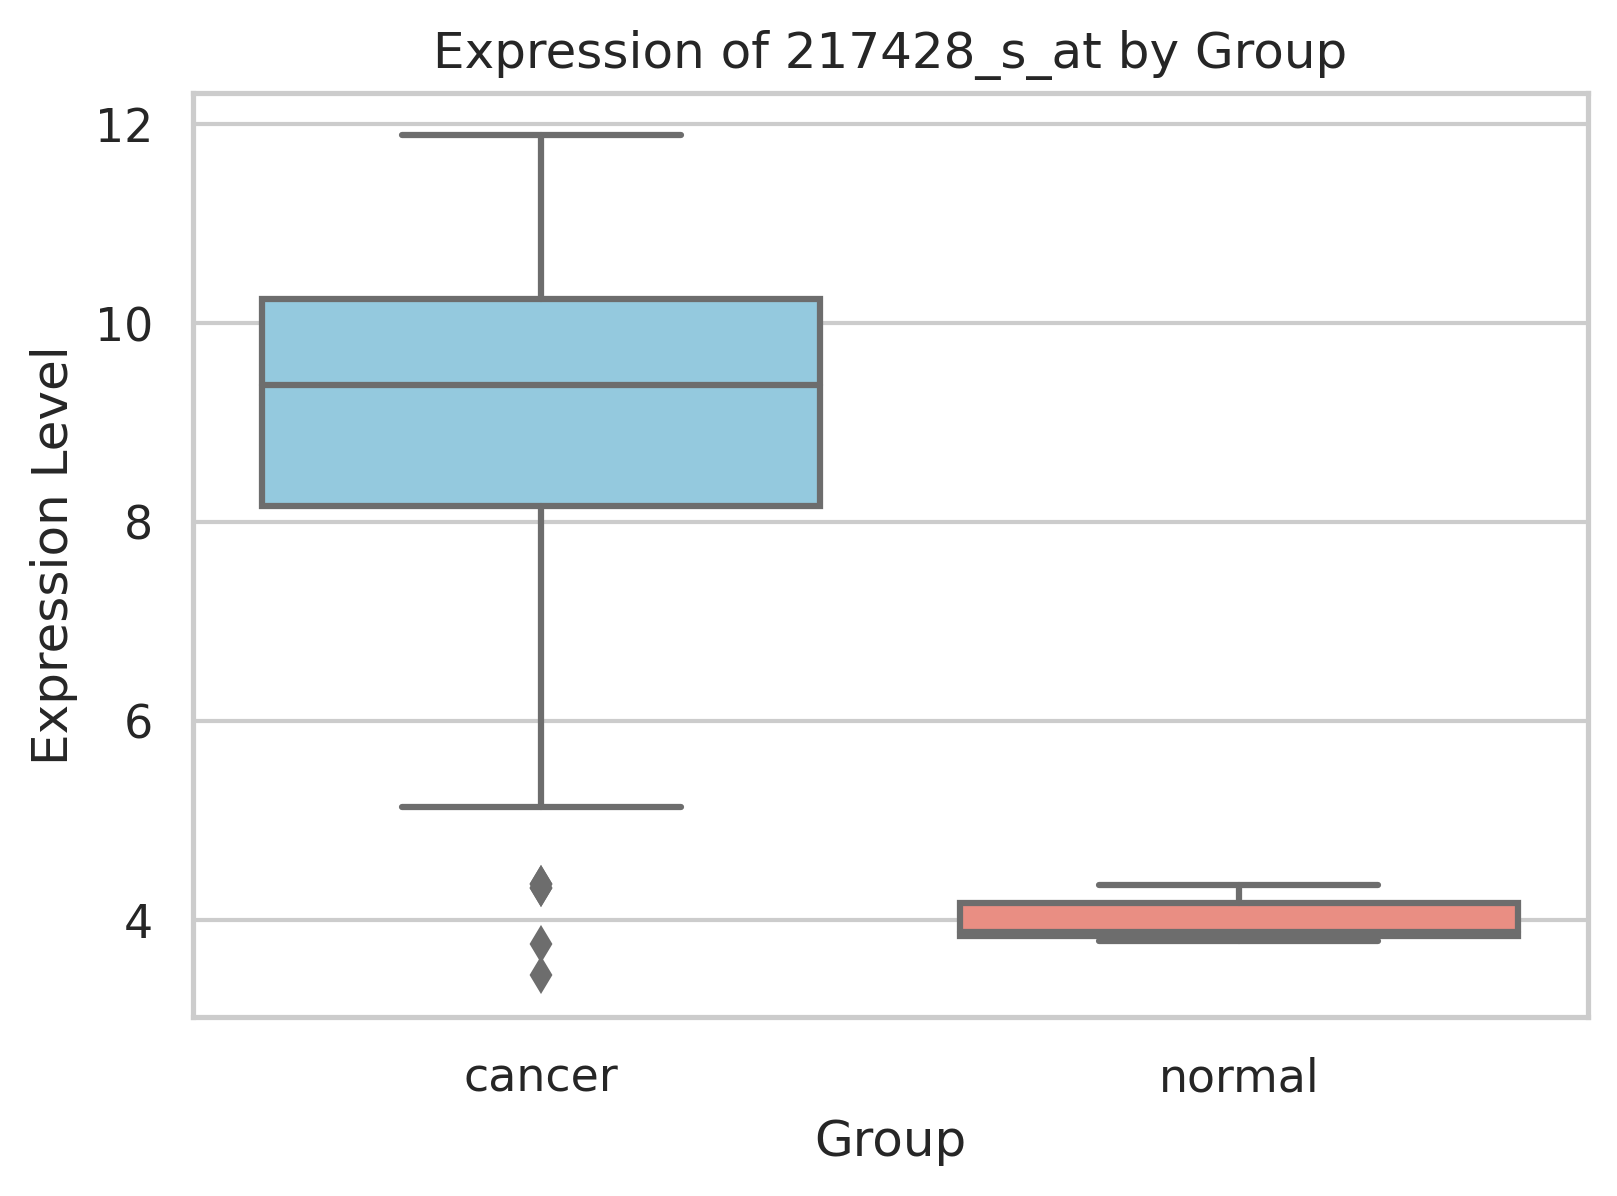 Expression of 217428_s_at by Group
Expression Level
12
10
8
6
4
cancer
normal
Group